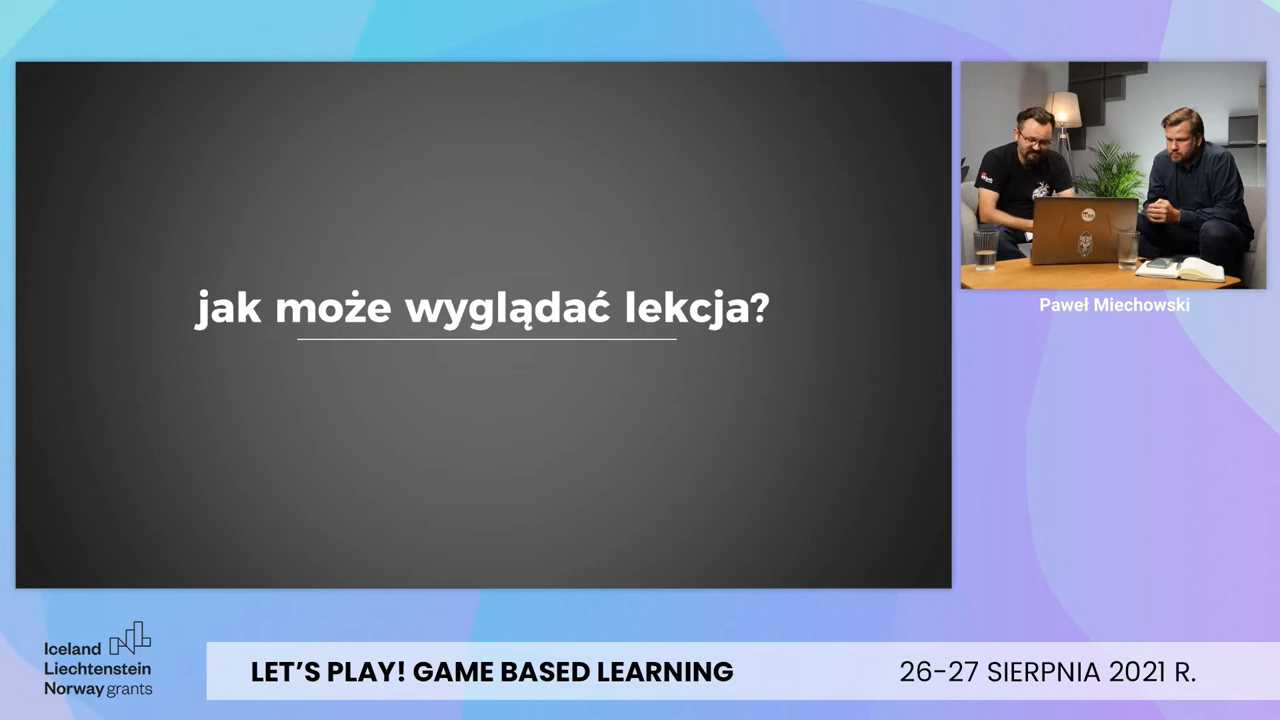 jak może wyglądać lekcja?
Paweł Miechowski
Iceland
Liechtenstein
Norway grants
LET'S PLAY! GAME BASED LEARNING
26-27 SIERPNIA 2021 R.